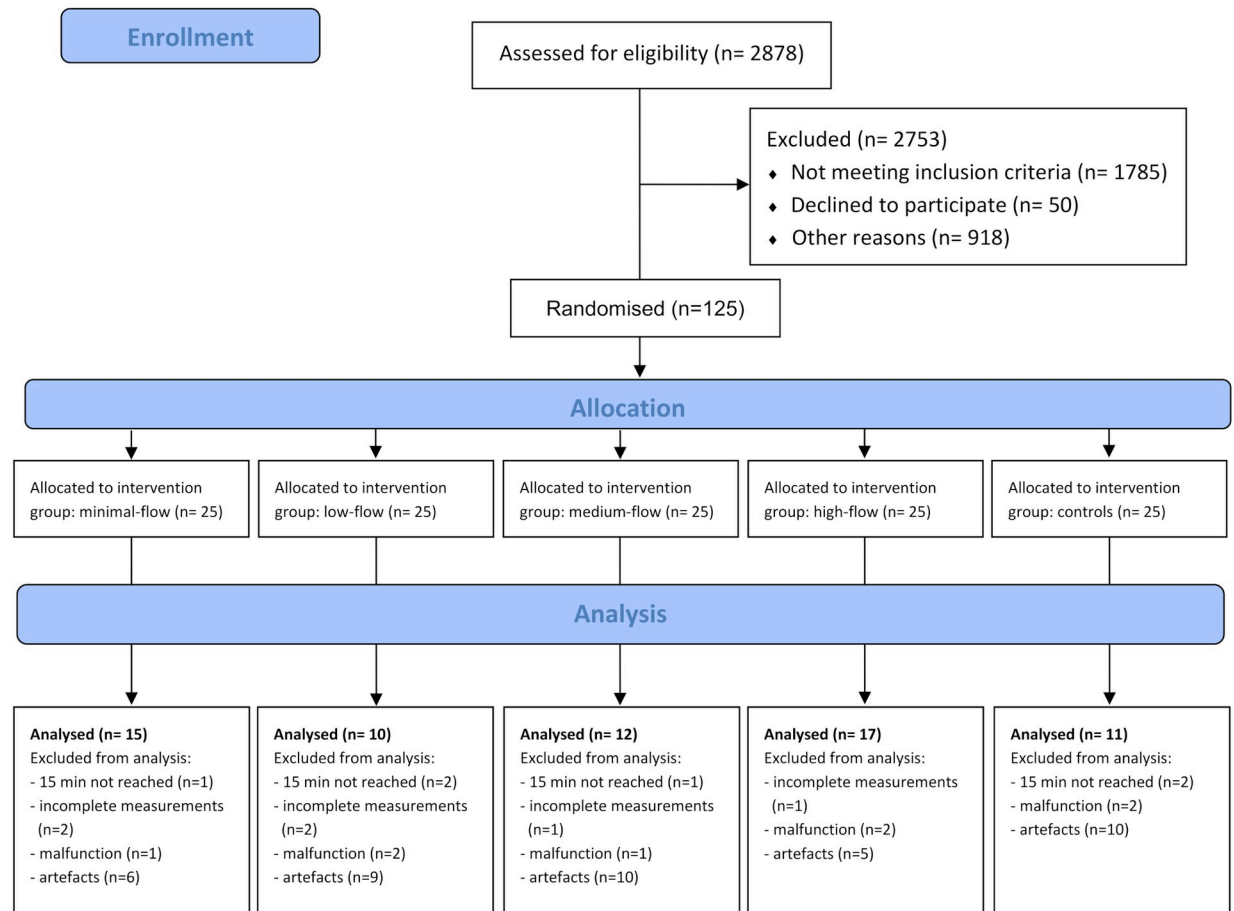 Enrollment
Assessed for eligibility (n= 2878)
Excluded (n= 2753)
♦ Not meeting inclusion criteria (n= 1785)
♦ Declined to participate (n= 50)
♦ Other reasons (n= 918)
Randomised (n=125)
Allocation
Allocated to intervention
group: minimal-flow (n= 25)
Allocated to intervention
group: low-flow (n= 25)
Allocated to intervention
group: medium-flow (n= 25)
Allocated to intervention
group: high-flow (n= 25)
Allocated to intervention
group: controls (n= 25)
Analysis
Analysed (n= 15)
Excluded from analysis:
- 15 min not reached (n=1)
- incomplete measurements
(n=2)
- malfunction (n=1)
- artefacts (n=6)
Analysed (n= 10)
Excluded from analysis:
- 15 min not reached (n=2)
- incomplete measurements
(n=2)
- malfunction (n=2)
- artefacts (n=9)
Analysed (n= 12)
Excluded from analysis:
- 15 min not reached (n=1)
- incomplete measurements
(n=1)
- malfunction (n=1)
- artefacts (n=10)
Analysed (n= 17)
Excluded from analysis:
- incomplete measurements
(n=1)
- malfunction (n=2)
- artefacts (n=5)
Analysed (n= 11)
Excluded from analysis:
- 15 min not reached (n=2)
- malfunction (n=2)
- artefacts (n=10)